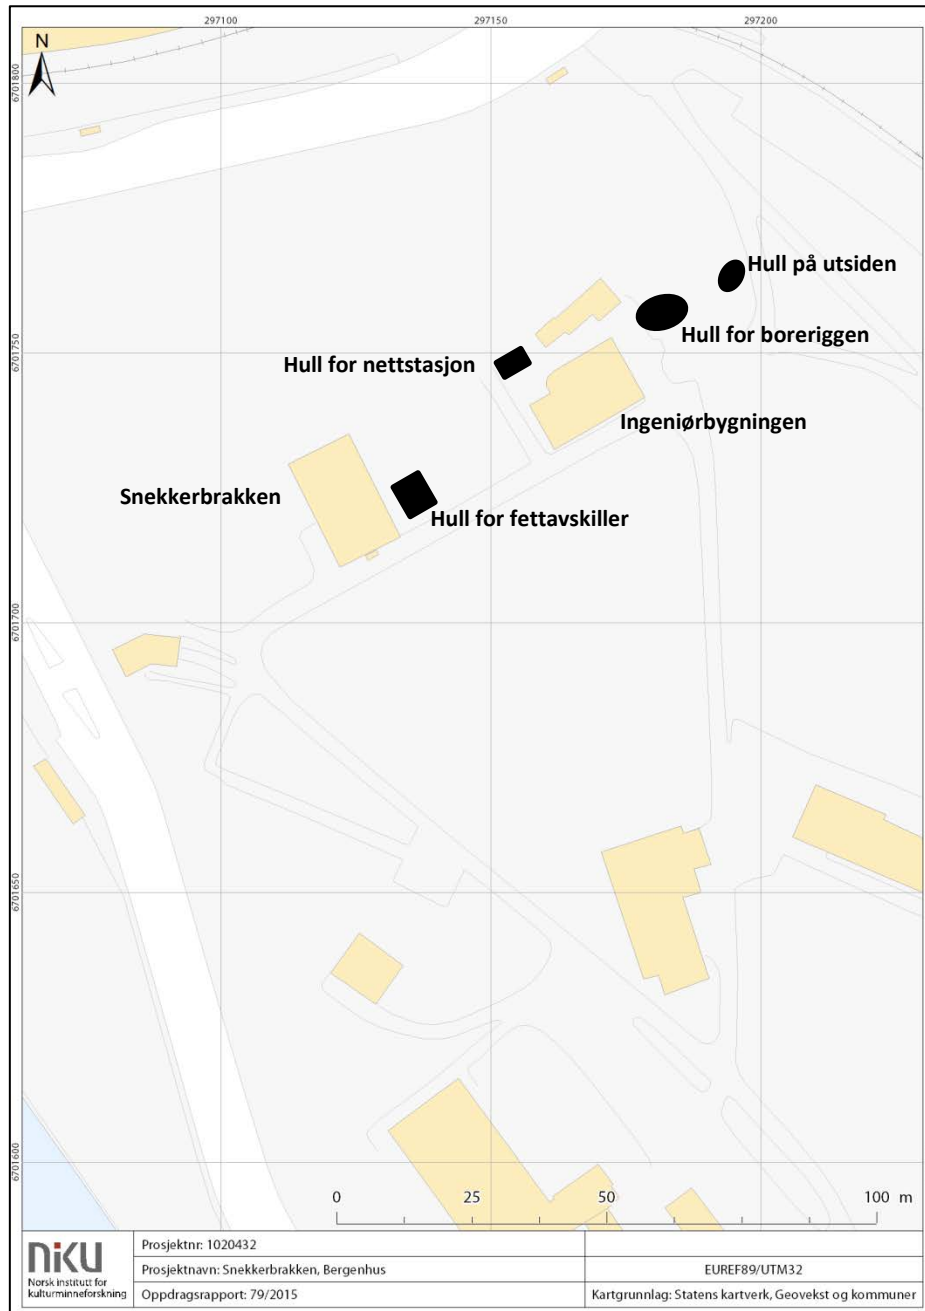 297100
297150
297200
N
6701800
Hull på utsiden
Hull for boreriggen
6701750
Hull for nettstasjon
Ingeniørbygningen
Snekkerbrakken
Hull for fettavskiller
6701700
6701650
6701600
0 25 50 100 m
niku
Norsk institutt for
kulturminneforskning
Prosjektnr: 1020432
Prosjektnavn: Snekkerbrakken, Bergenhus
EUREF89/UTM32
Oppdragsrapport: 79/2015
Kartgrunnlag: Statens kartverk, Geovekst og kommuner